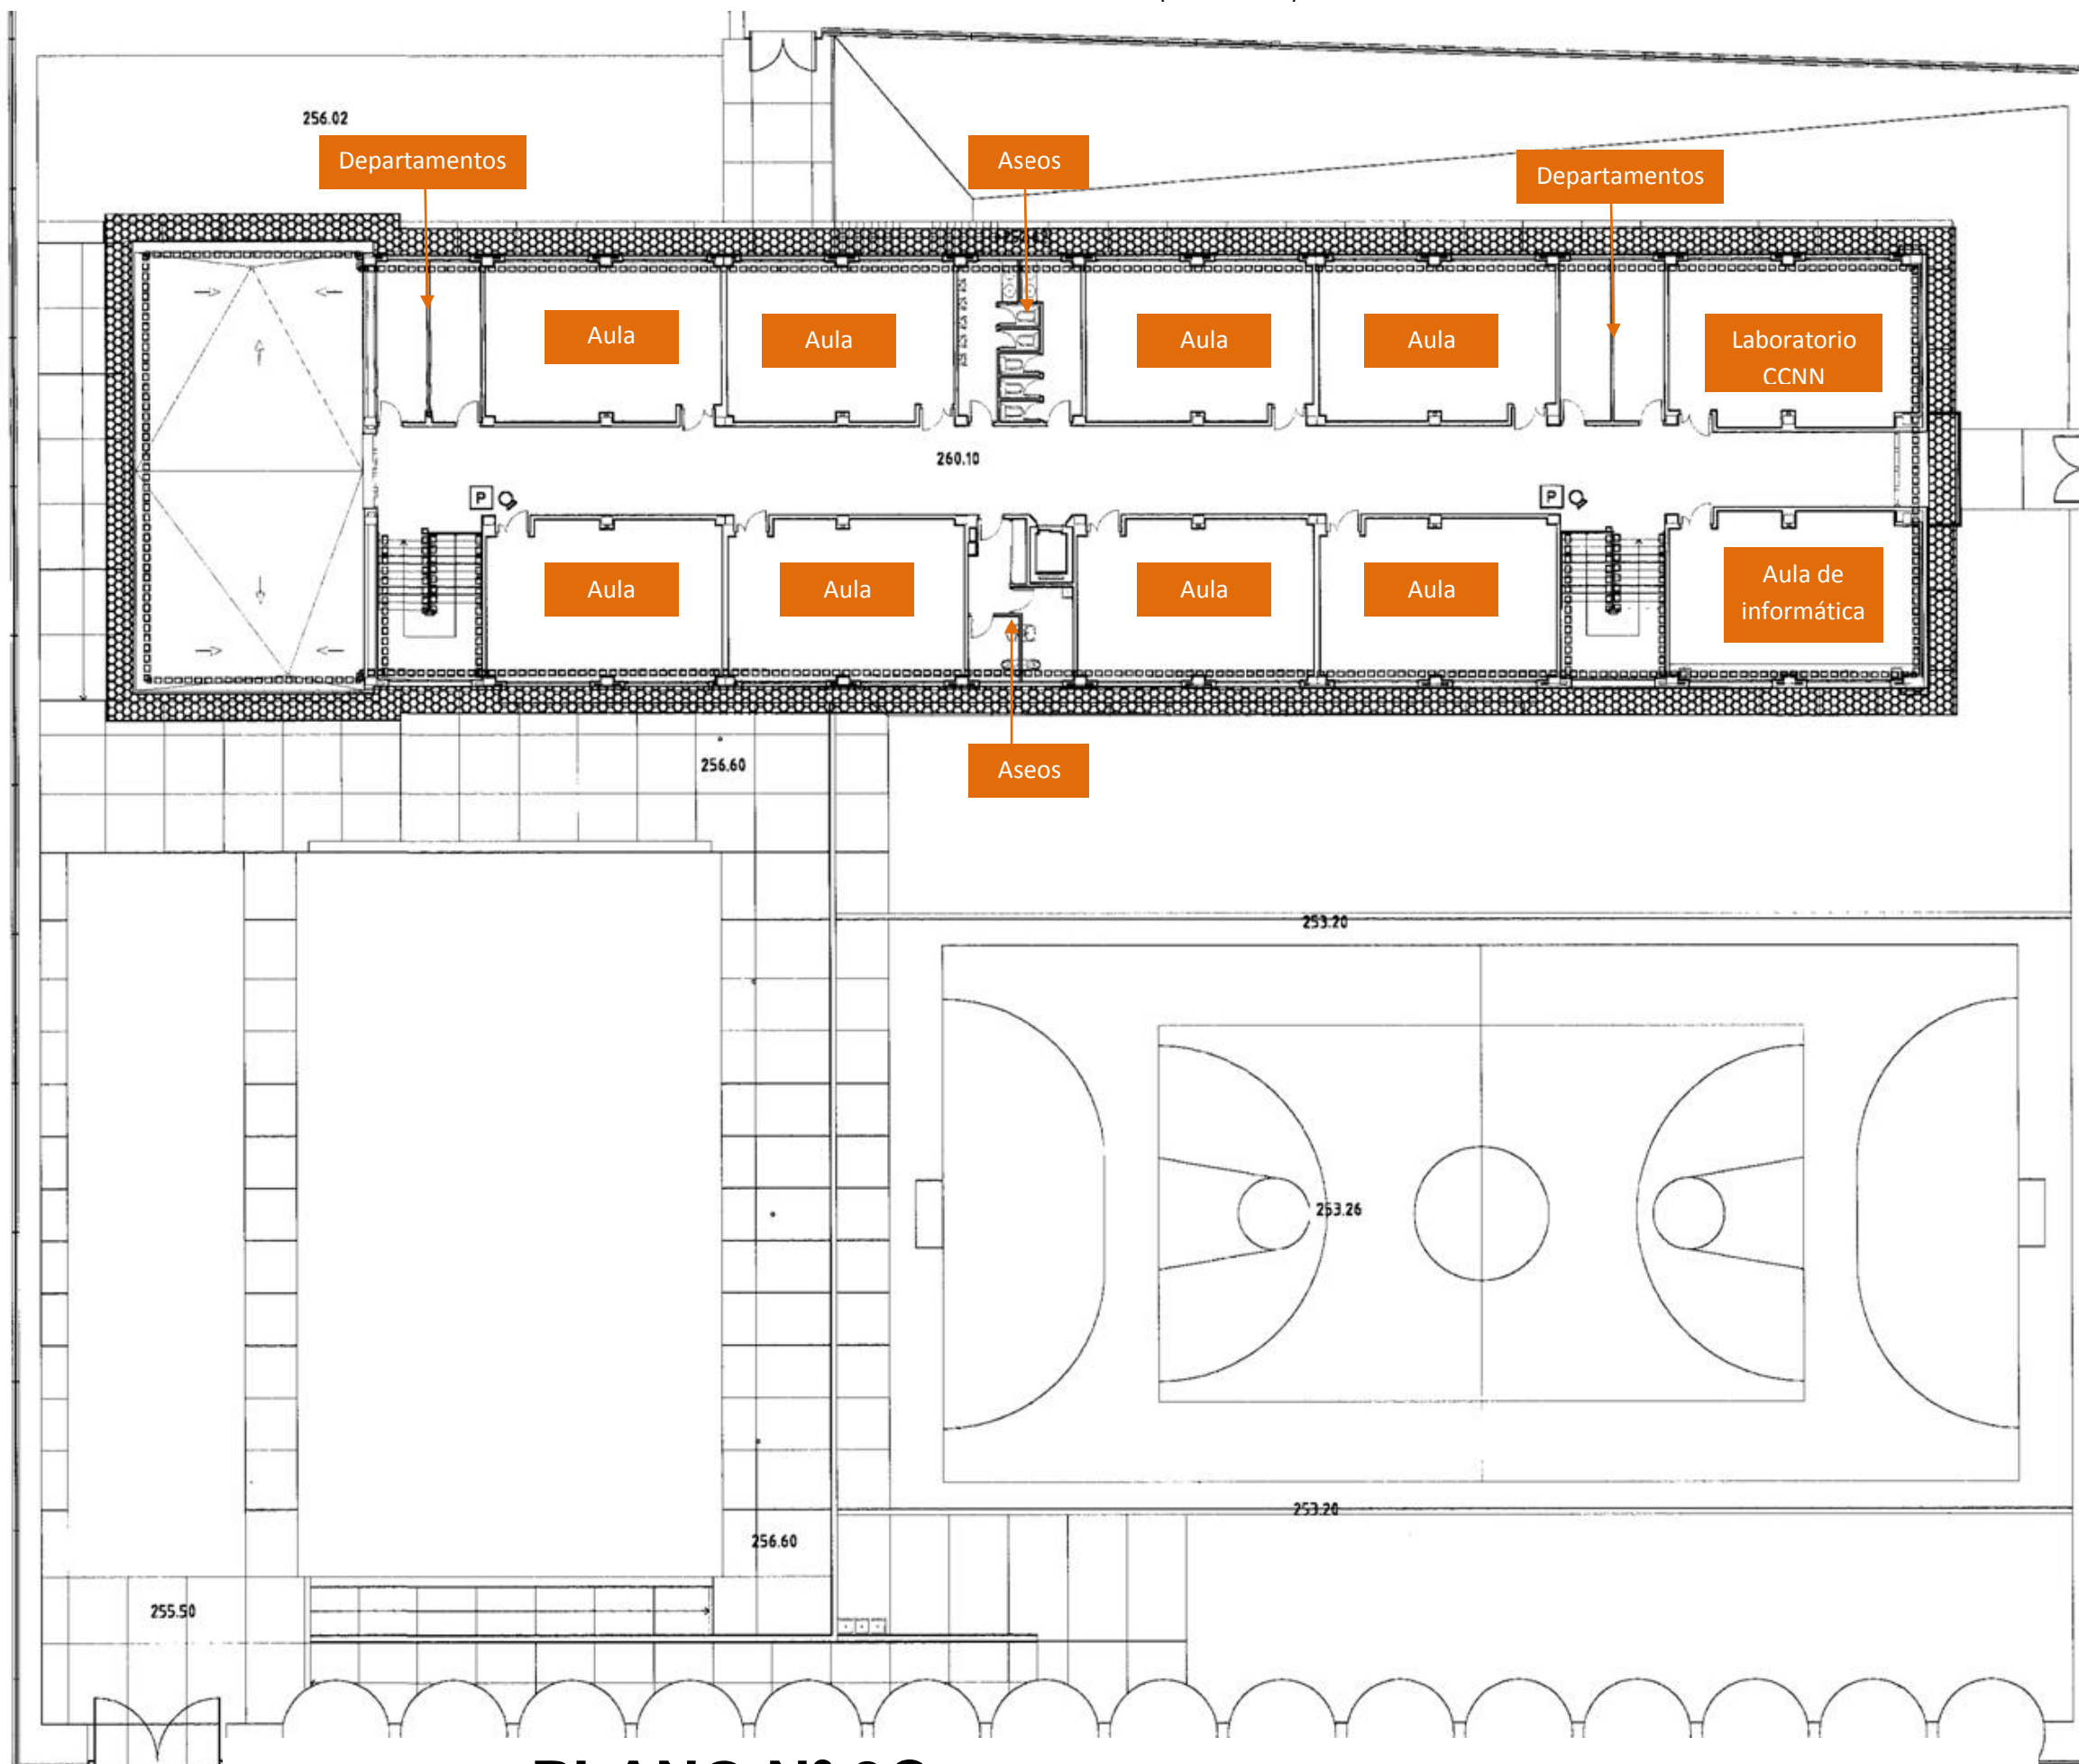 256.02
Departamentos
Aseos
Departamentos
Aula
Aula
Aula
Aula
Laboratorio
CCNN
260.10
P
P
Aula
Aula
Aula
Aula
Aula de
informática
256.60
Aseos
253.20
253.26
253.20
256.60
255.50